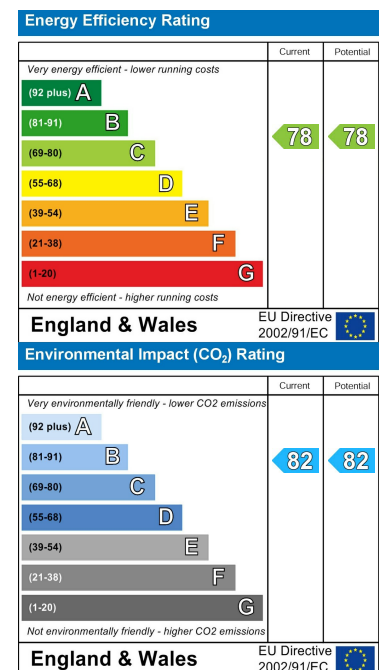 Energy Efficiency Rating
Current Potential
Very energy efficient - lower running costs
(92 plus) A
(81-91) B
(69-80) C
(55-68) D
(39-54) E
(21-38) F
(1-20) G
78 78
Not energy efficient - higher running costs
England & Wales
EU Directive
2002/91/EC
Environmental Impact (CO₂) Rating
Current Potential
Very environmentally friendly - lower CO2 emissions
(92 plus) A
(81-91) B
(69-80) C
(55-68) D
(39-54) E
(21-38) F
(1-20) G
82 82
Not environmentally friendly - higher CO2 emissions
England & Wales
EU Directive
2002/91/EC